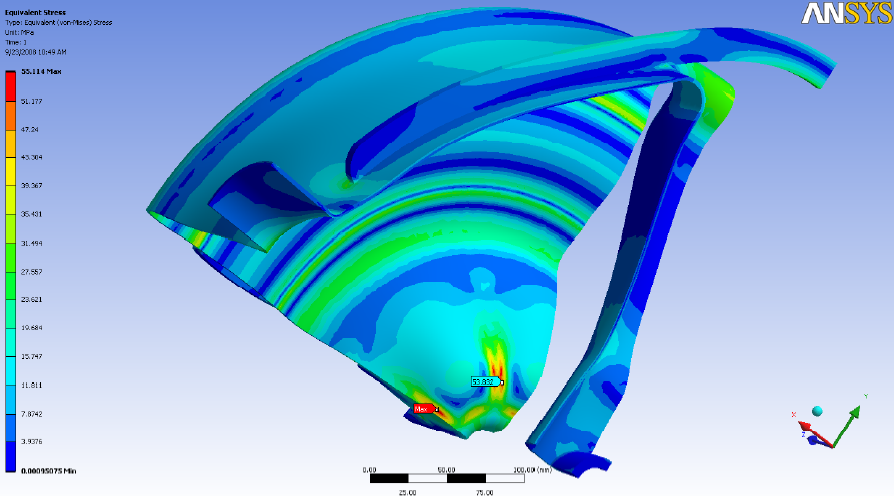 Equivalent Stress
Type: Equivalent (von-Mises) Stress
Unit: MPa
Time: 1
9/23/2008 10:49 AM
ANSYS
55.114 Max
51.177
47.24
43.304
39.367
35.431
31.494
27.557
23.621
19.684
15.747
11.811
7.8742
3.9376
0.00095075 Min
53.832
Max
0.00
50.00
100.00 (mm)
25.00
75.00
X
Y
Z